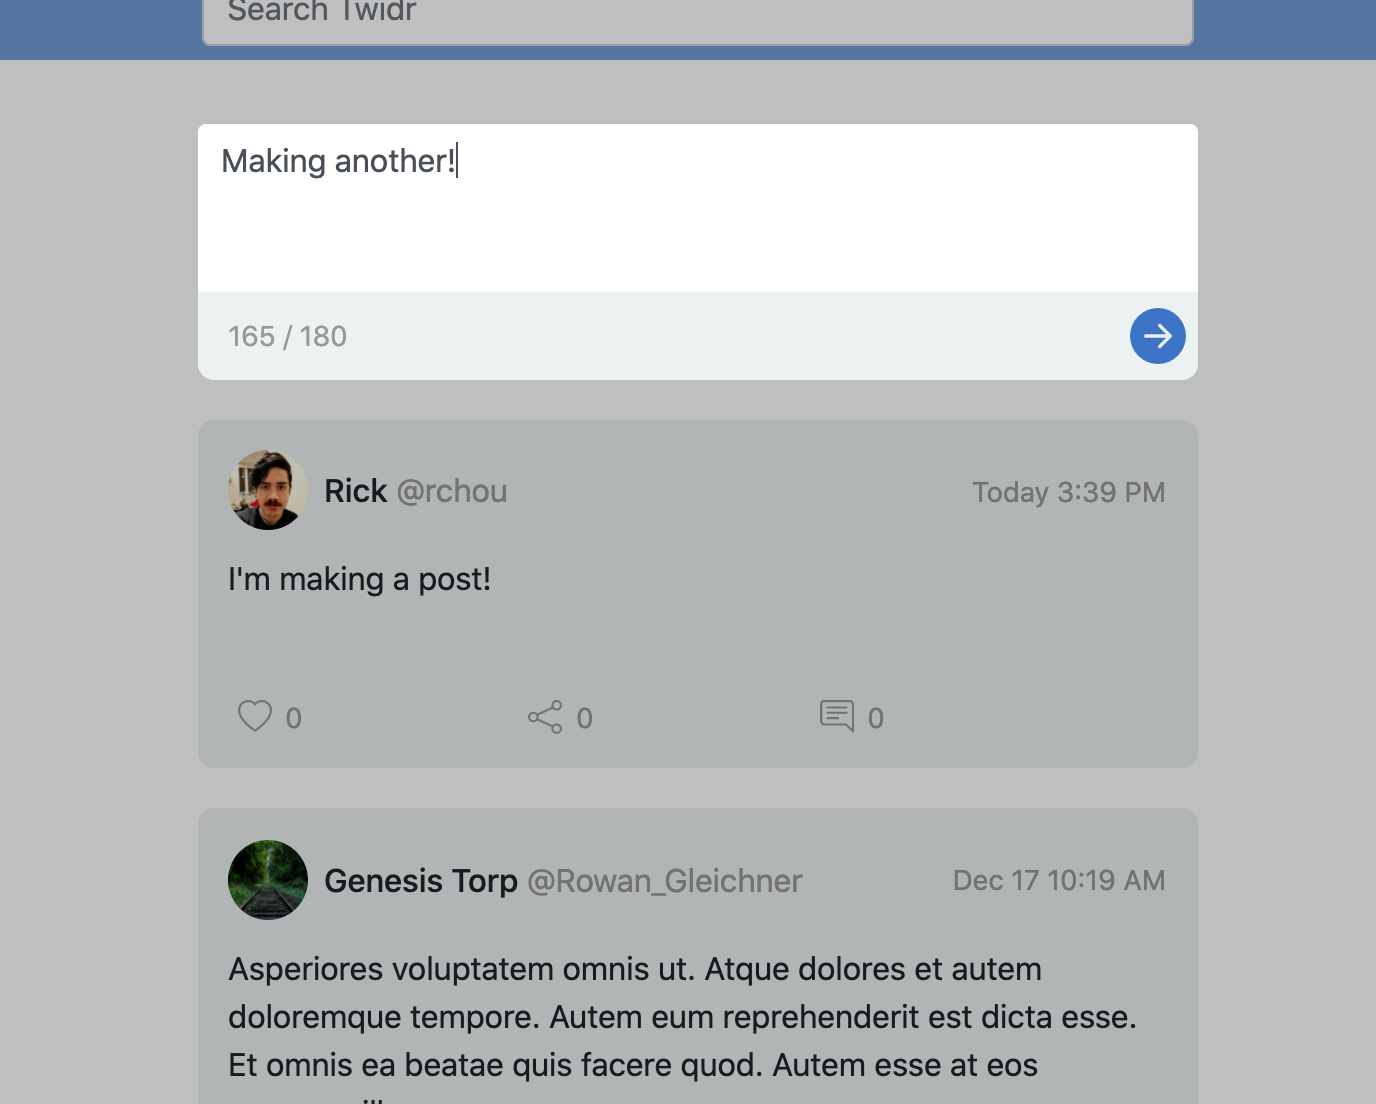 Search Twidr
Making another!
165 / 180
Rick @rchou
Today 3:39 PM
I'm making a post!
0
0
0
Genesis Torp @Rowan_Gleichner
Dec 17 10:19 AM
Asperiores voluptatem omnis ut. Atque dolores et autem
doloremque tempore. Autem eum reprehenderit est dicta esse.
Et omnis ea beatae quis facere quod. Autem esse at eos